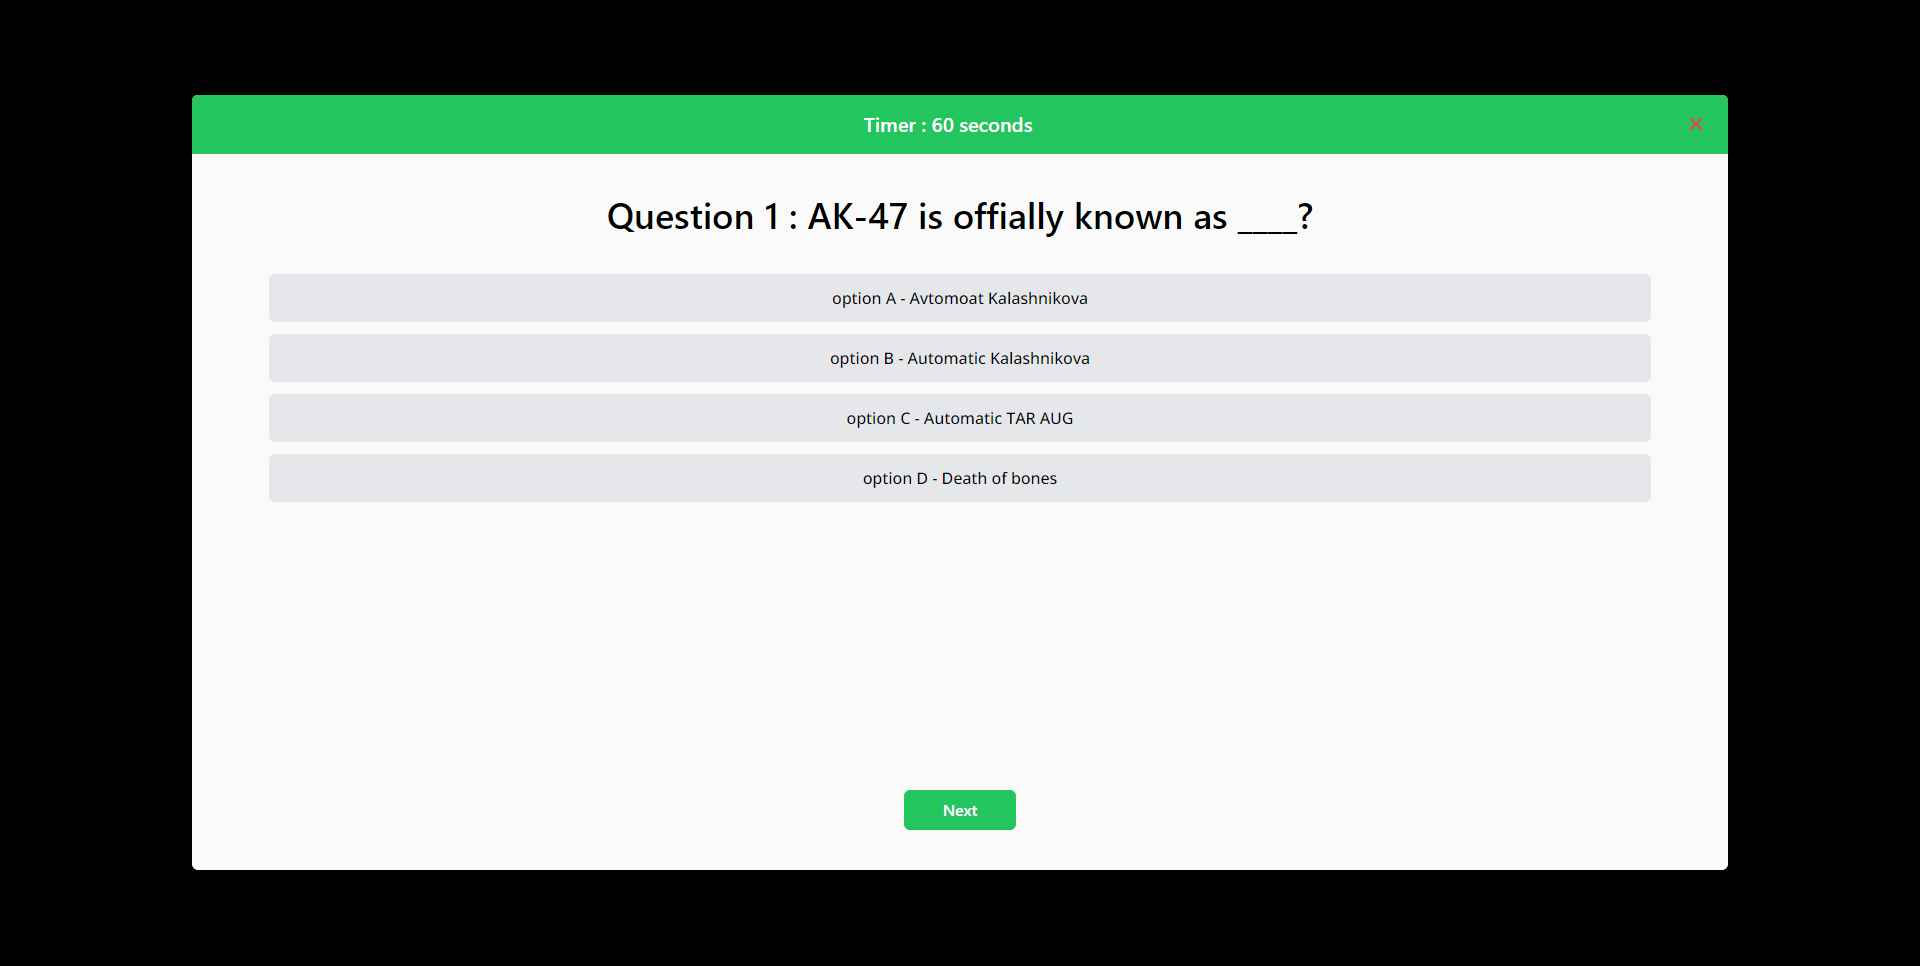 Timer : 60 seconds
X
Question 1 : AK-47 is offially known as ____?
option A - Avtomoat Kalashnikova
option B - Automatic Kalashnikova
option C - Automatic TAR AUG
option D - Death of bones
Next